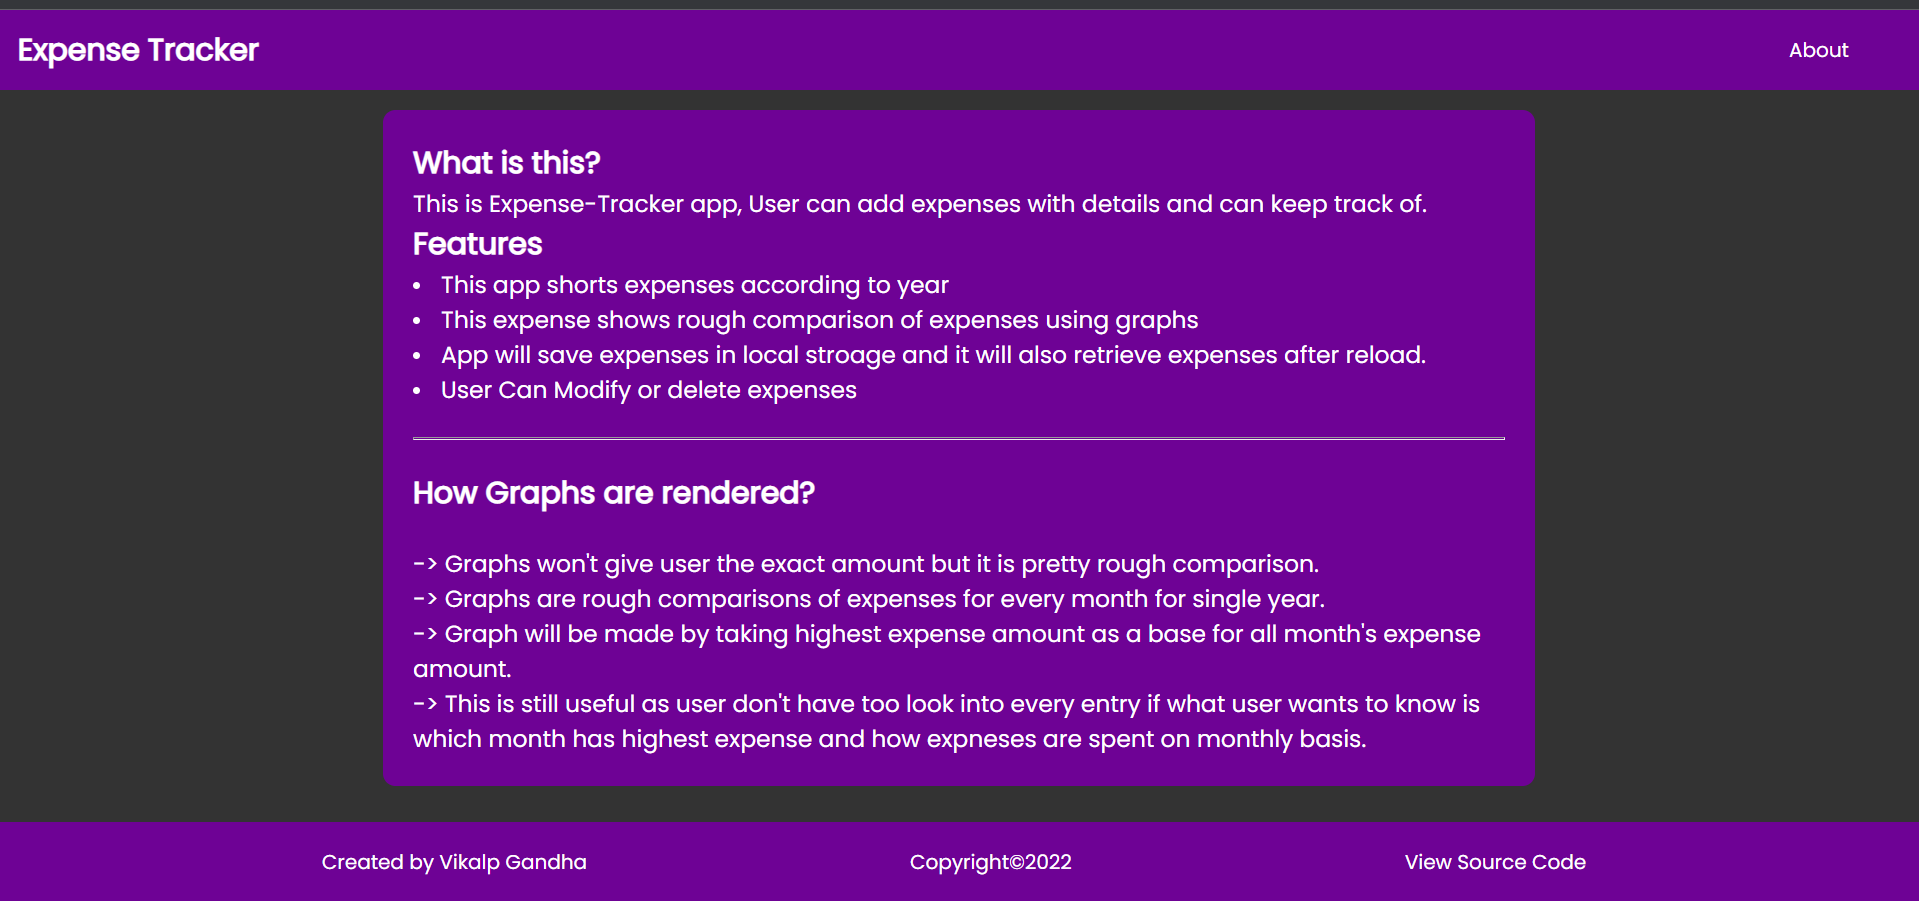 Expense Tracker
About
What is this?
This is Expense-Tracker app, User can add expenses with details and can keep track of.
Features
• This app shorts expenses according to year
• This expense shows rough comparison of expenses using graphs
• App will save expenses in local stroage and it will also retrieve expenses after reload.
• User Can Modify or delete expenses
How Graphs are rendered?
-> Graphs won't give user the exact amount but it is pretty rough comparison.
-> Graphs are rough comparisons of expenses for every month for single year.
-> Graph will be made by taking highest expense amount as a base for all month's expense
amount.
-> This is still useful as user don't have too look into every entry if what user wants to know is
which month has highest expense and how expneses are spent on monthly basis.
Created by Vikalp Gandha
Copyright©2022
View Source Code